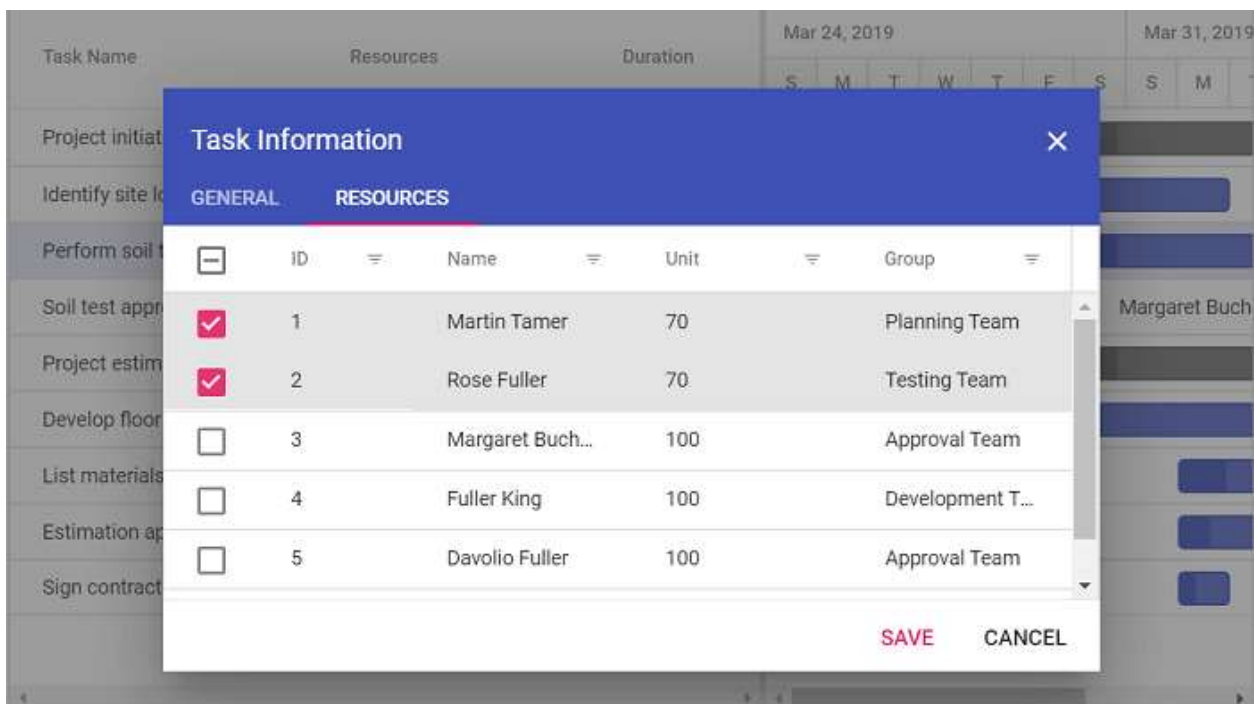 Mar 24, 2019 Mar 31, 2019
Task Name Resources Duration
S M T W T F S S M
Task Information
Project initiat
GENERAL RESOURCES
Identify site lo
Perform soil t
ID Name Unit Group
Soil test appr
Margaret Buch
1 Martin Tamer 70 Planning Team
Project estim
2 Rose Fuller 70 Testing Team
Develop floor
3 Margaret Buch... 100 Approval Team
List materials
4 Fuller King 100 Development T...
Estimation ap
5 Davolio Fuller 100 Approval Team
Sign contract
SAVE CANCEL